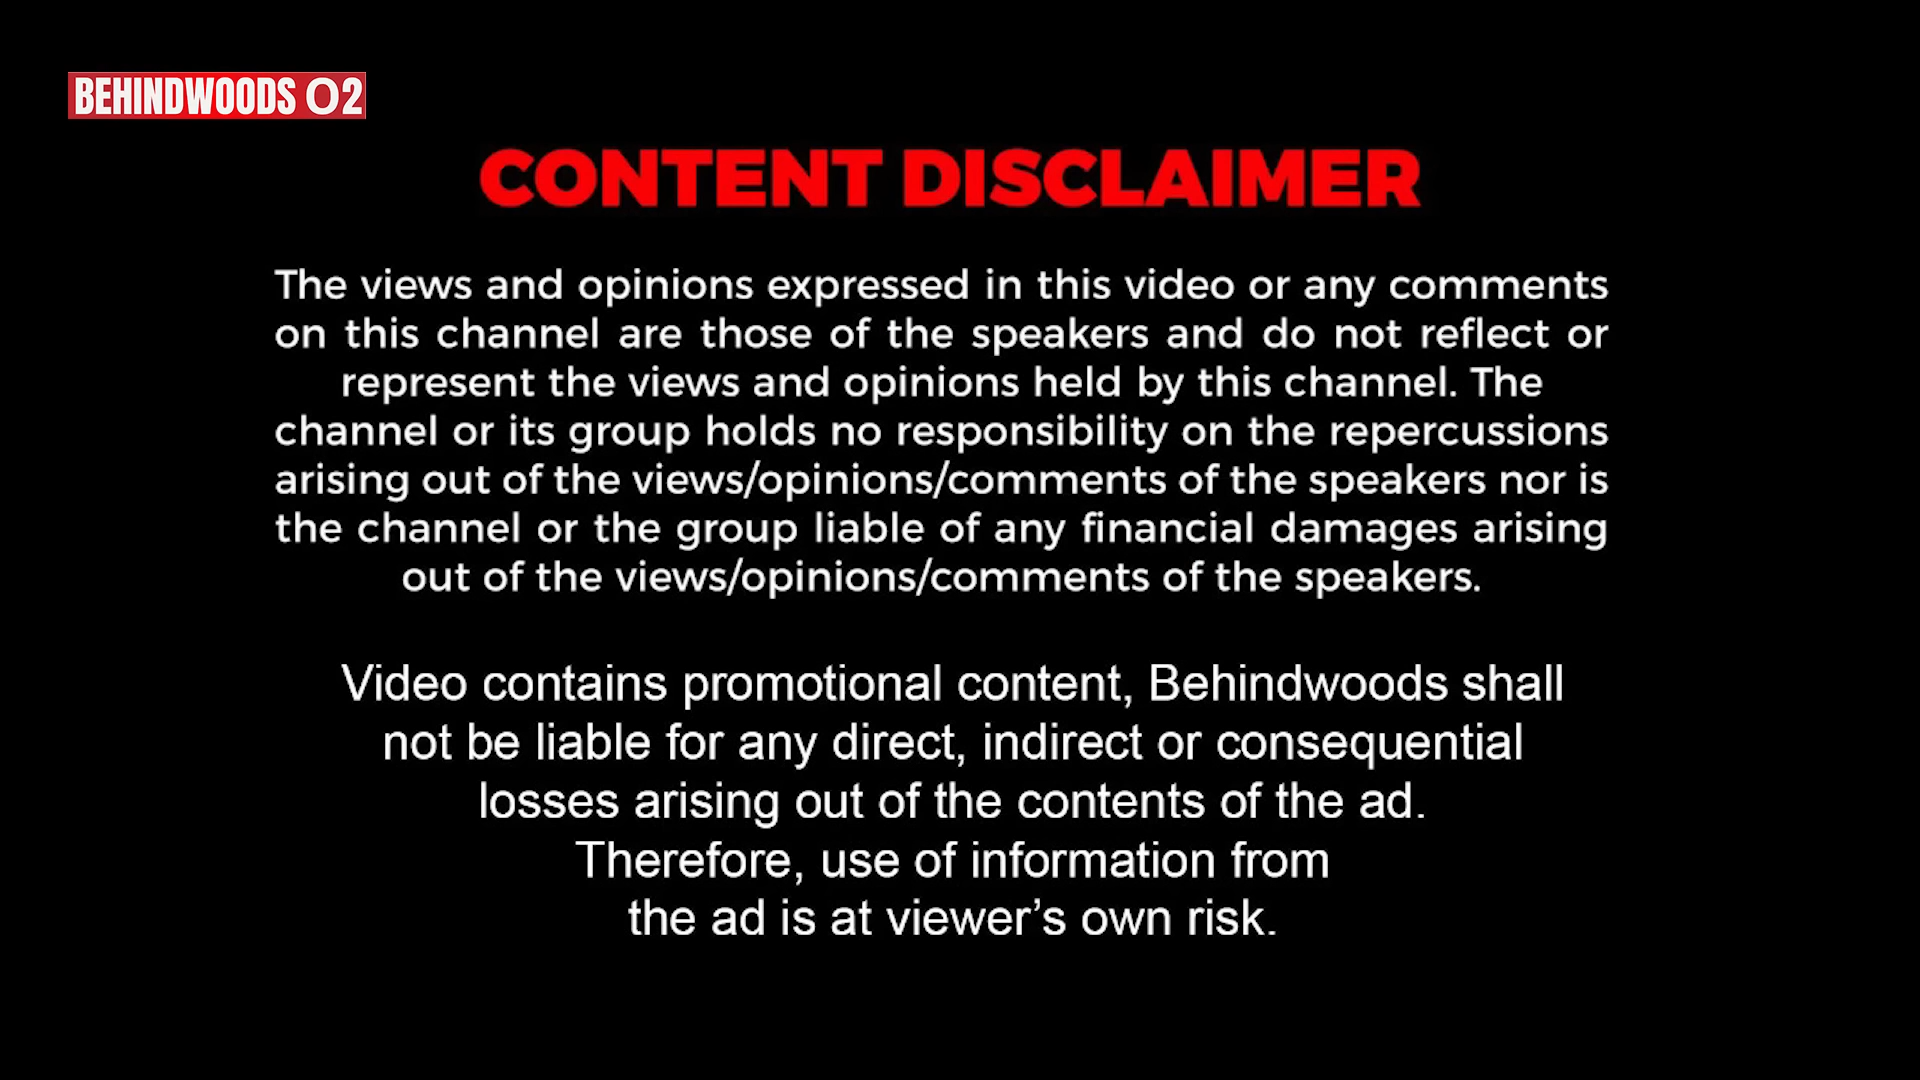 BEHINDWOODS O2
CONTENT DISCLAIMER
The views and opinions expressed in this video or any comments
on this channel are those of the speakers and do not reflect or
represent the views and opinions held by this channel. The
channel or its group holds no responsibility on the repercussions
arising out of the views/opinions/comments of the speakers nor is
the channel or the group liable of any financial damages arising
out of the views/opinions/comments of the speakers.
Video contains promotional content, Behindwoods shall
not be liable for any direct, indirect or consequential
losses arising out of the contents of the ad.
Therefore, use of information from
the ad is at viewer’s own risk.